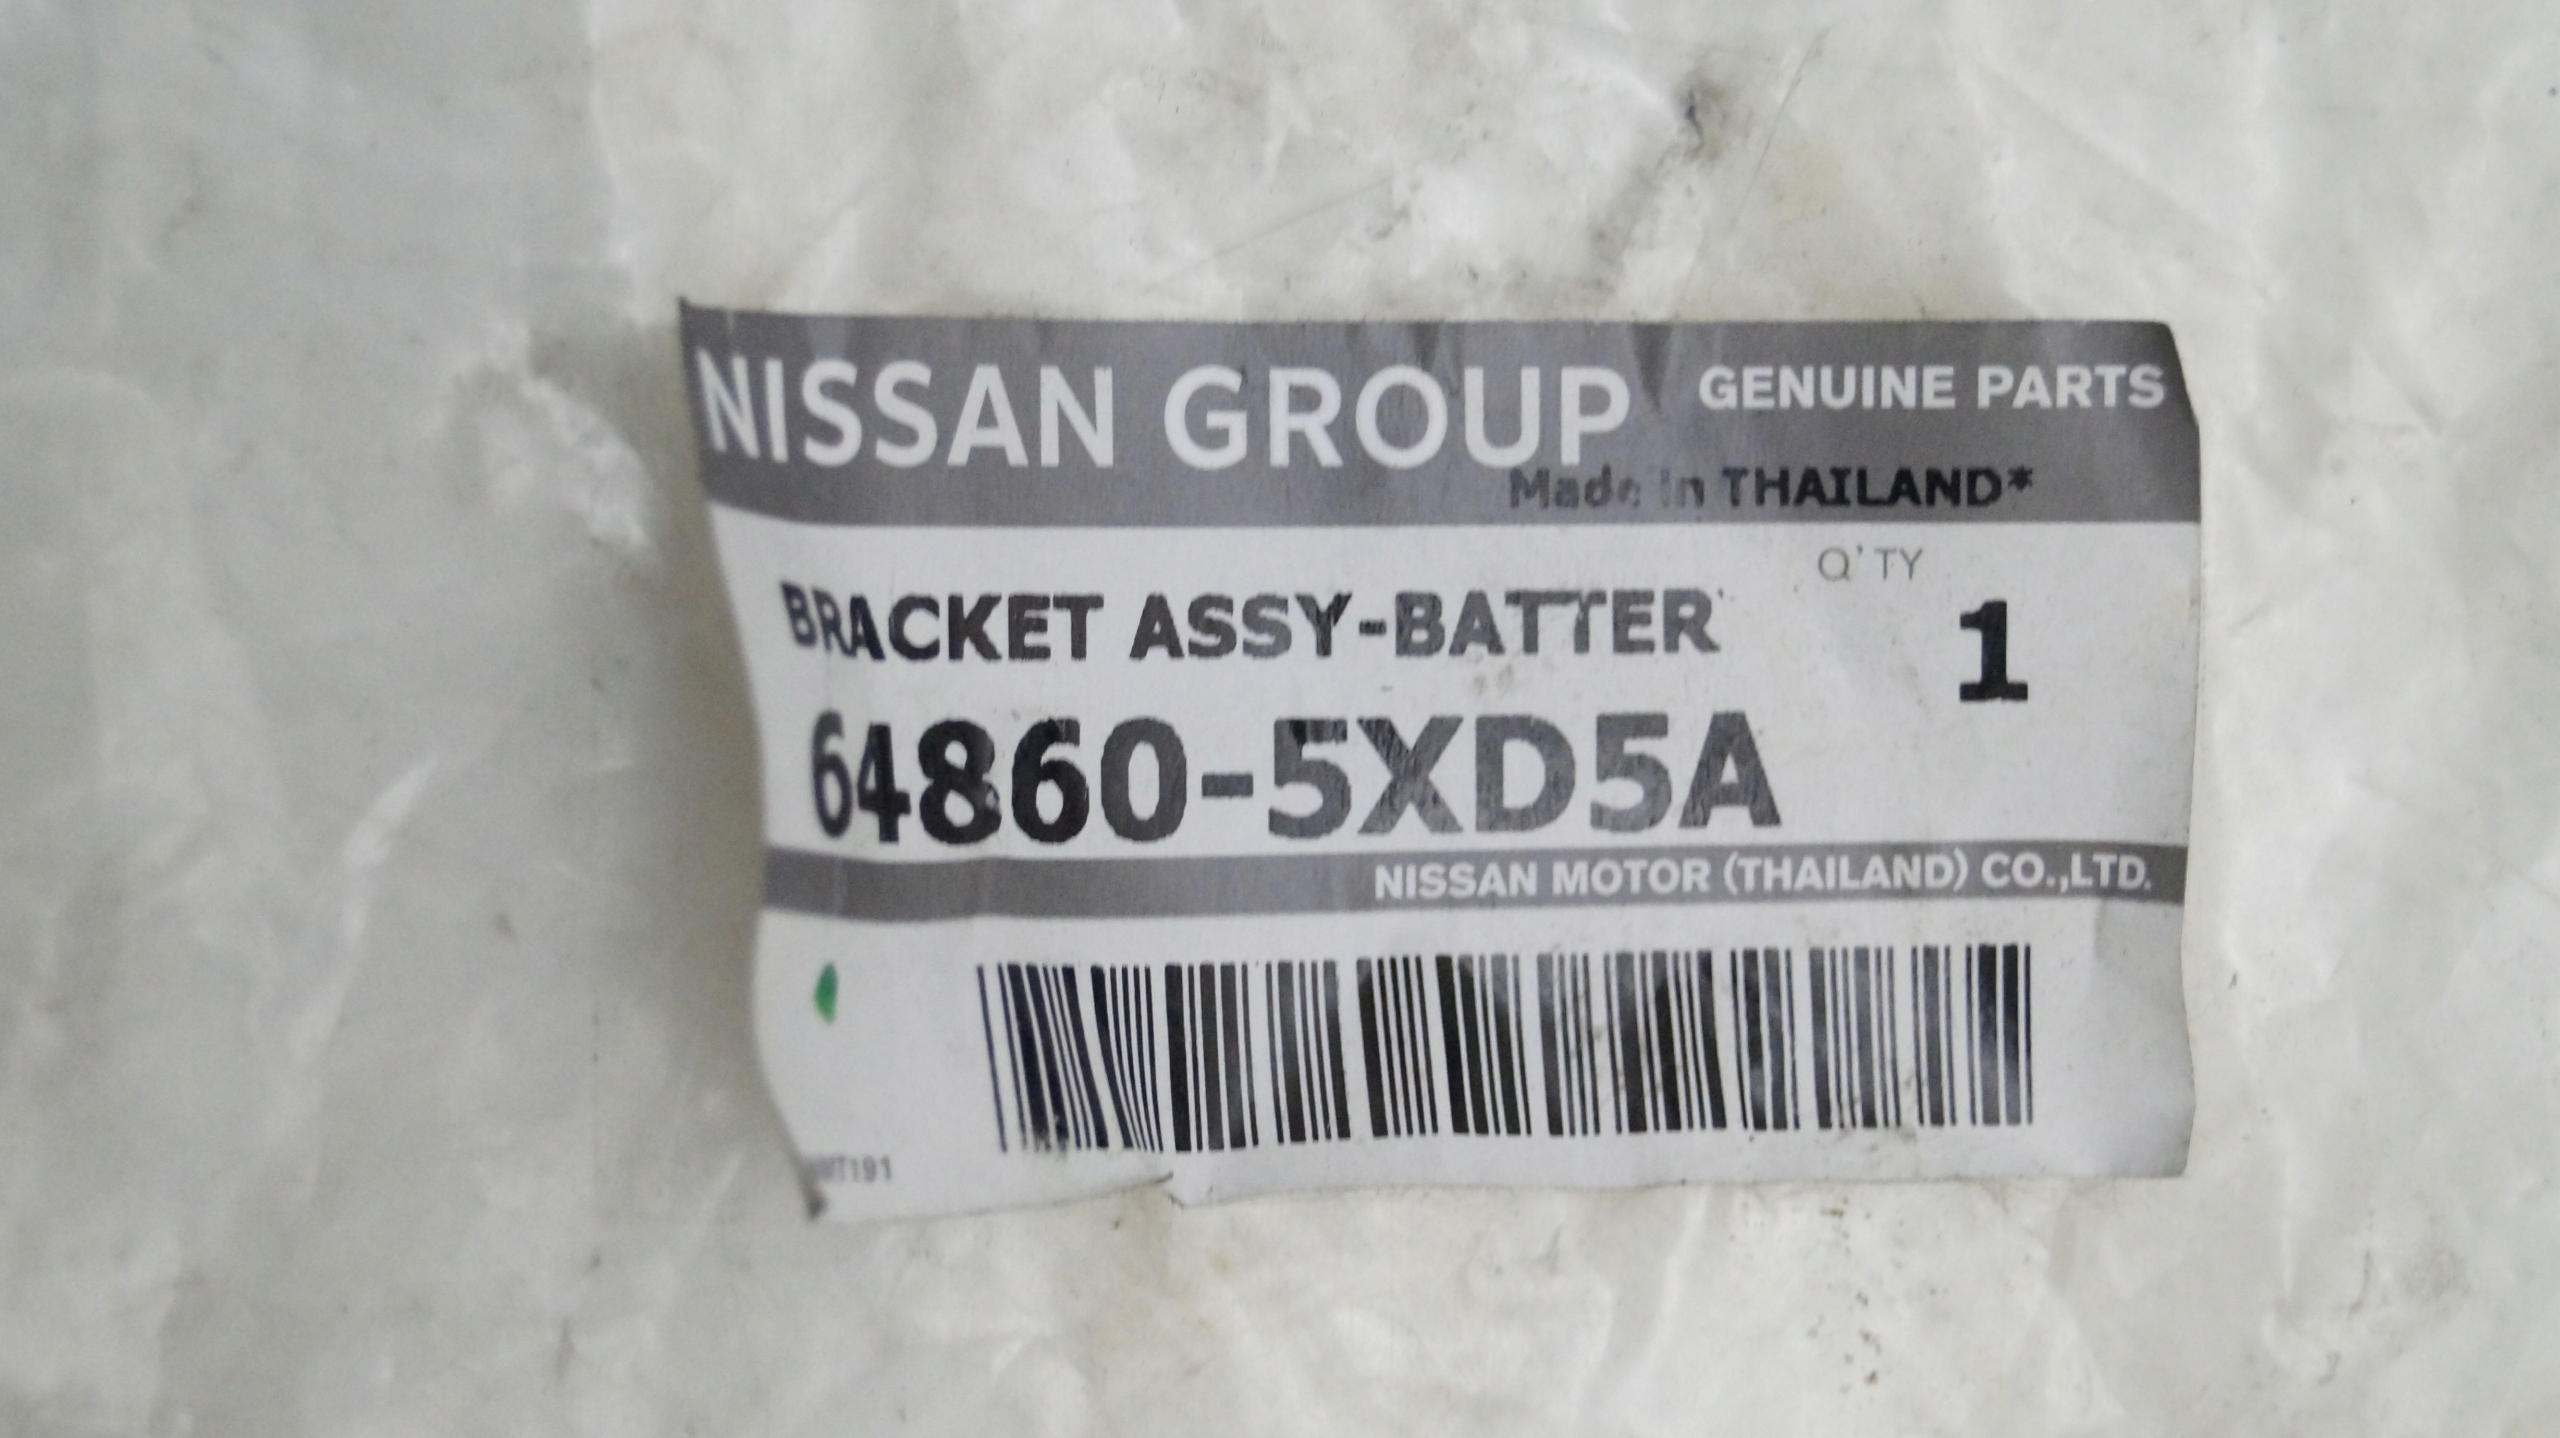 NISSAN GROUP GENUINE PARTS
Made in THAILAND*
Q'TY
BRACKET ASSY-BATTER
1
64860-5XD5A
NISSAN MOTOR (THAILAND) CO.,LTD.